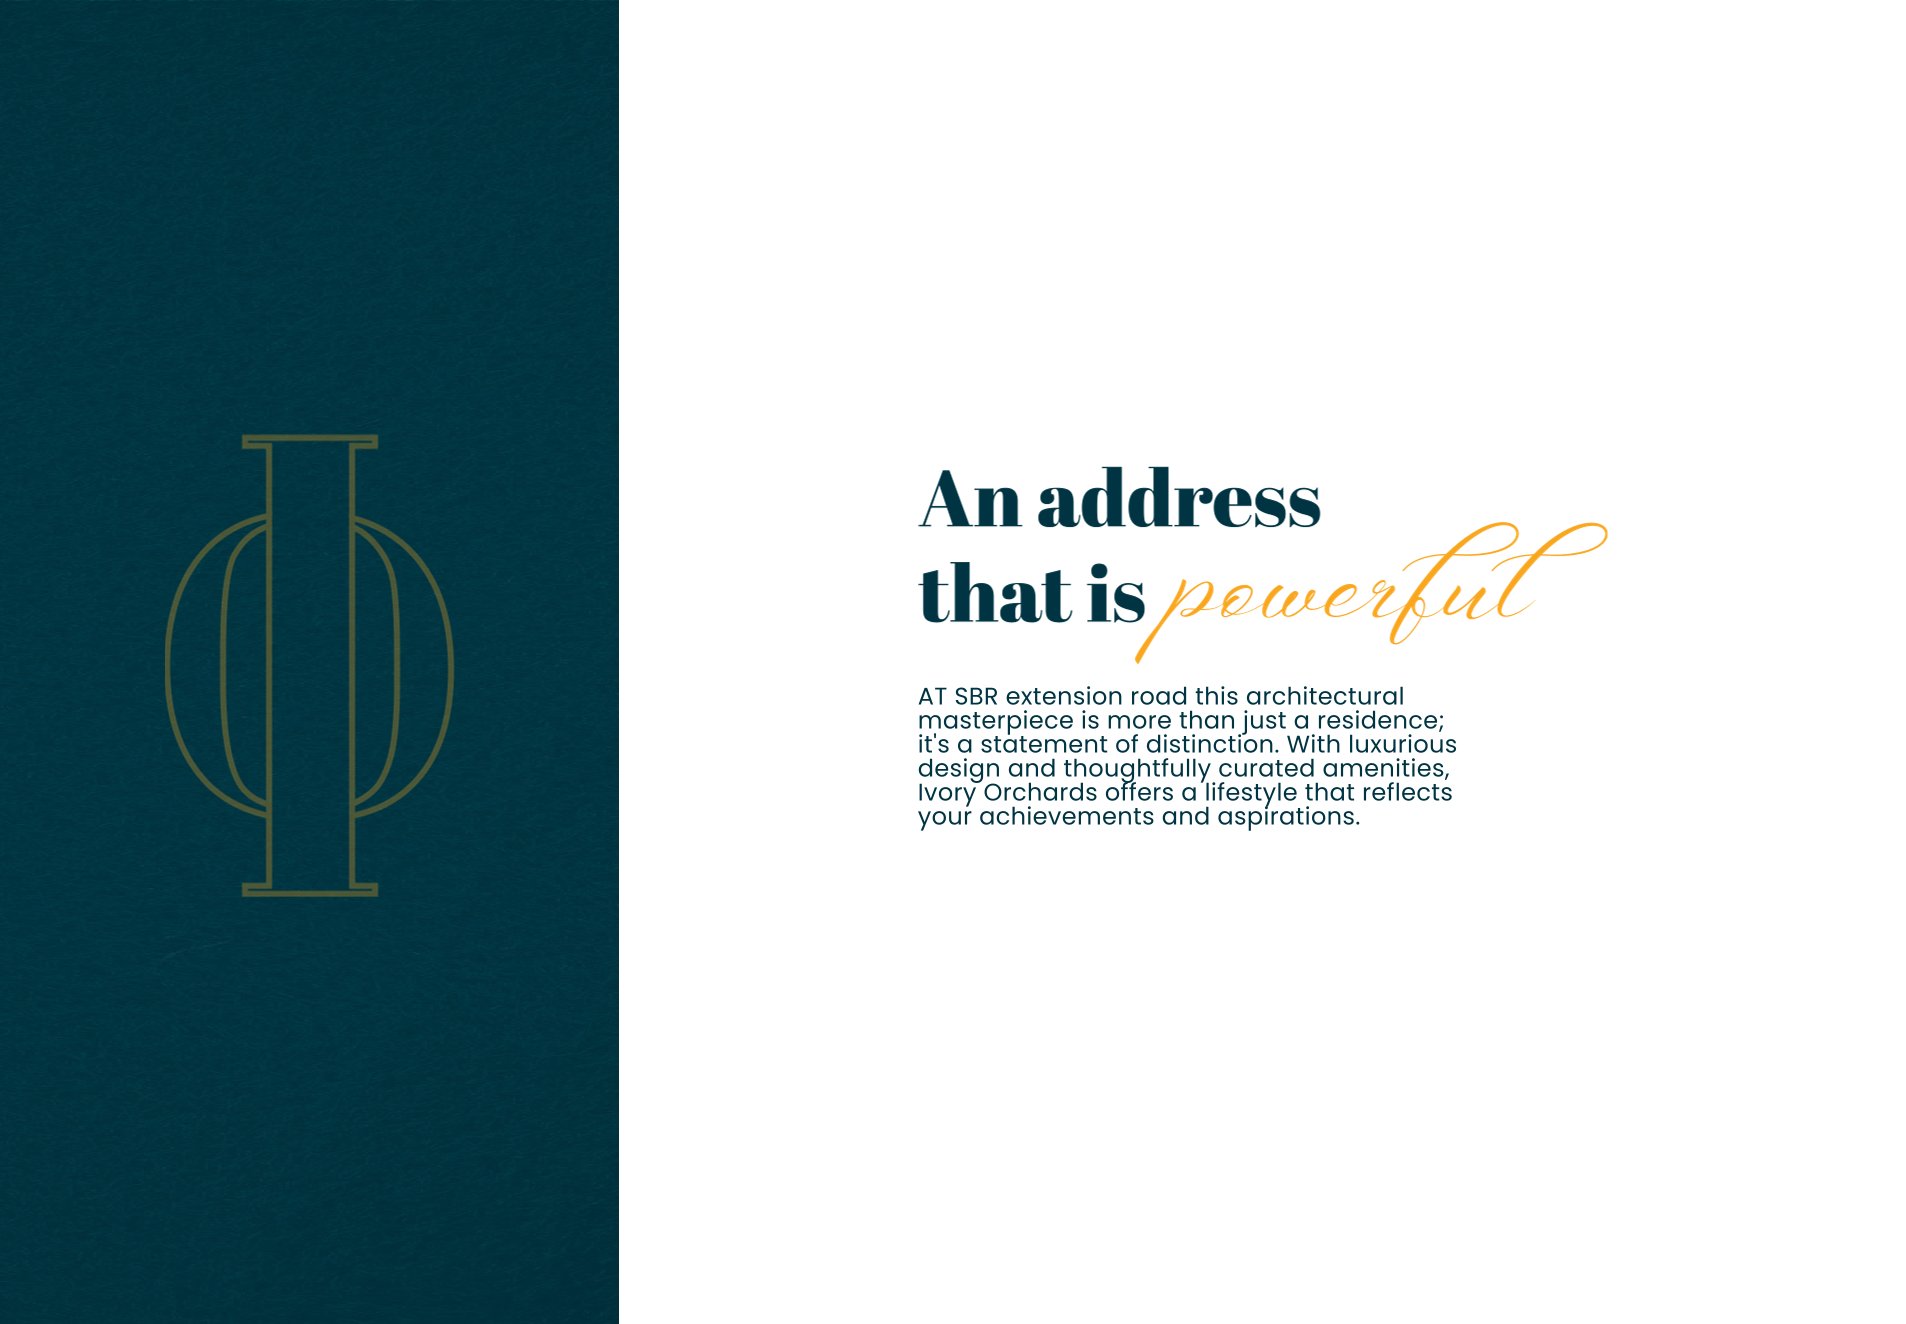 An address
that is powerful
AT SBR extension road this architectural
masterpiece is more than just a residence;
it's a statement of distinction. With luxurious
design and thoughtfully curated amenities,
Ivory Orchards offers a lifestyle that reflects
your achievements and aspirations.